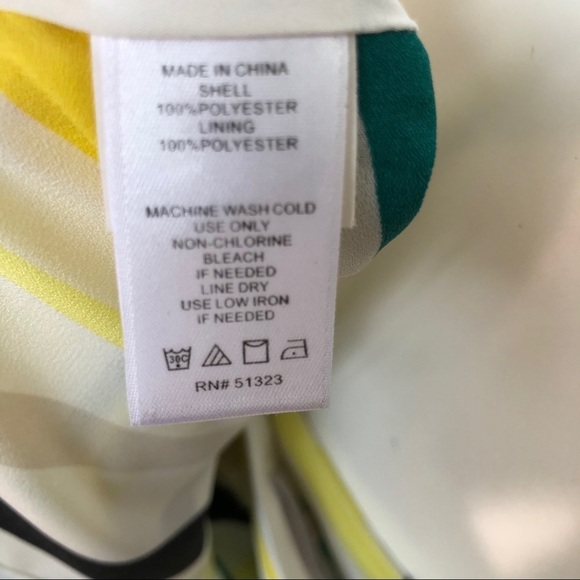 MADE IN CHINA
SHELL
100%POLYESTER
LINING
100%POLYESTER
MACHINE WASH COLD
USE ONLY
NON-CHLORINE
BLEACH
IF NEEDED
LINE DRY
USE LOW IRON
IF NEEDED
30C
RN# 51323